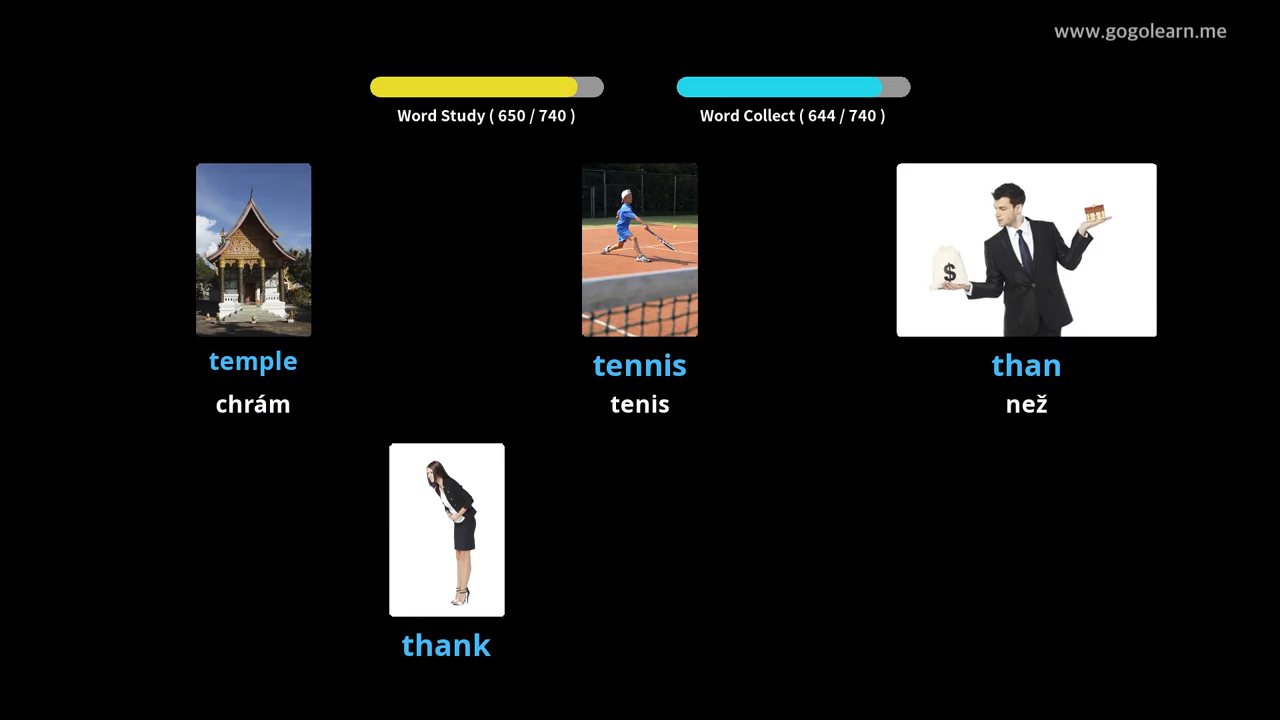 www.gogolearn.me
Word Study ( 650 / 740 )
Word Collect ( 644 / 740 )
temple
tennis
than
chrám
tenis
než
$
thank